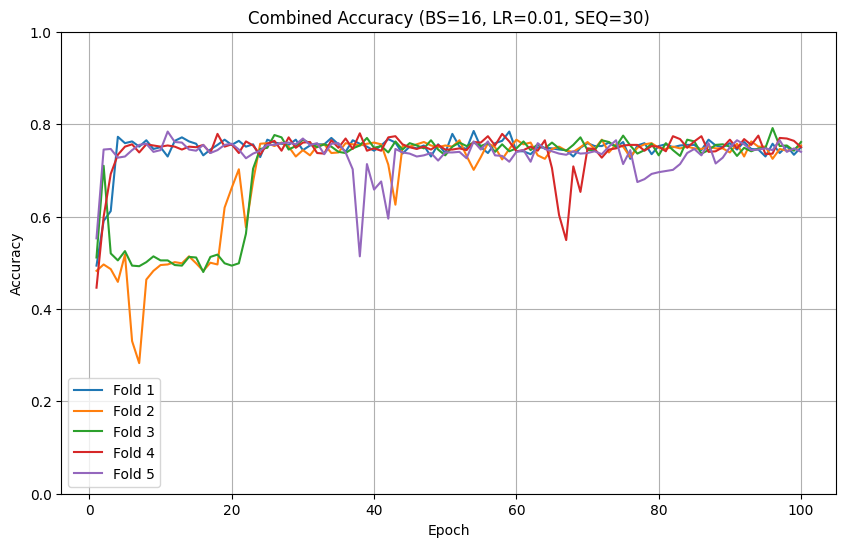 Combined Accuracy (BS=16, LR=0.01, SEQ=30)
1.0
0.8
0.6
0.4
0.2
0.0
Accuracy
Fold 1
Fold 2
Fold 3
Fold 4
Fold 5
0 20 40 60 80 100
Epoch